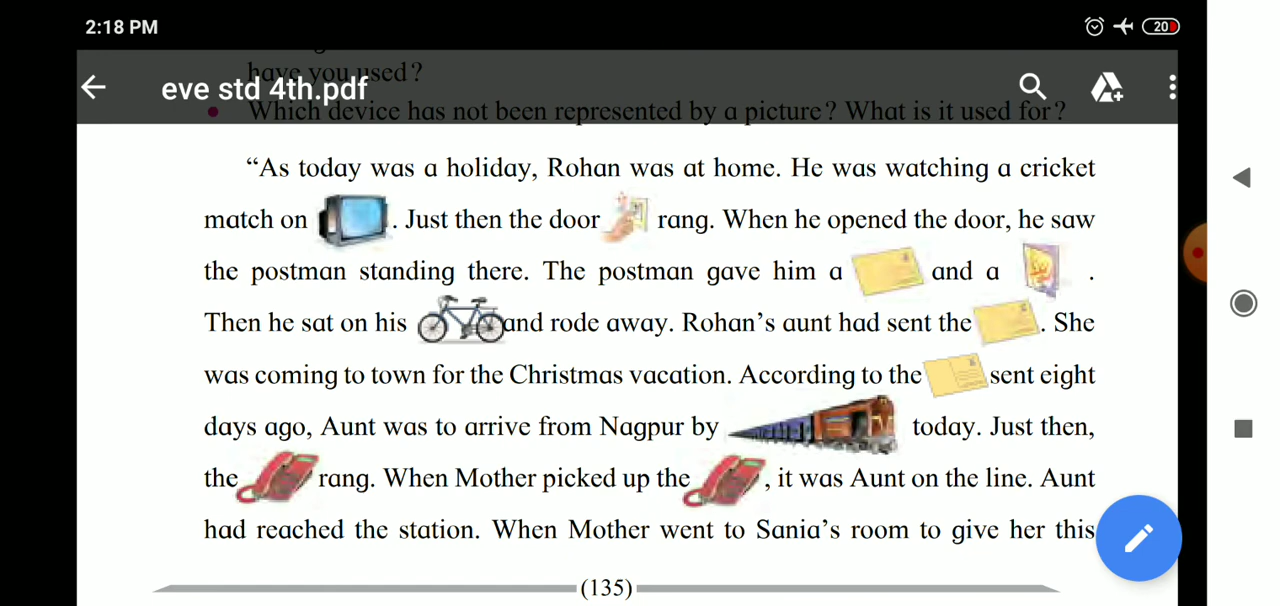 2:18 PM
20
have you used?
eve std 4th.pdf
• Which device has not been represented by a picture? What is it used for?
“As today was a holiday, Rohan was at home. He was watching a cricket
match on . Just then the door rang. When he opened the door, he saw
the postman standing there. The postman gave him a and a .
Then he sat on his and rode away. Rohan’s aunt had sent the . She
was coming to town for the Christmas vacation. According to the sent eight
days ago, Aunt was to arrive from Nagpur by today. Just then,
the rang. When Mother picked up the , it was Aunt on the line. Aunt
had reached the station. When Mother went to Sania’s room to give her this
(135)